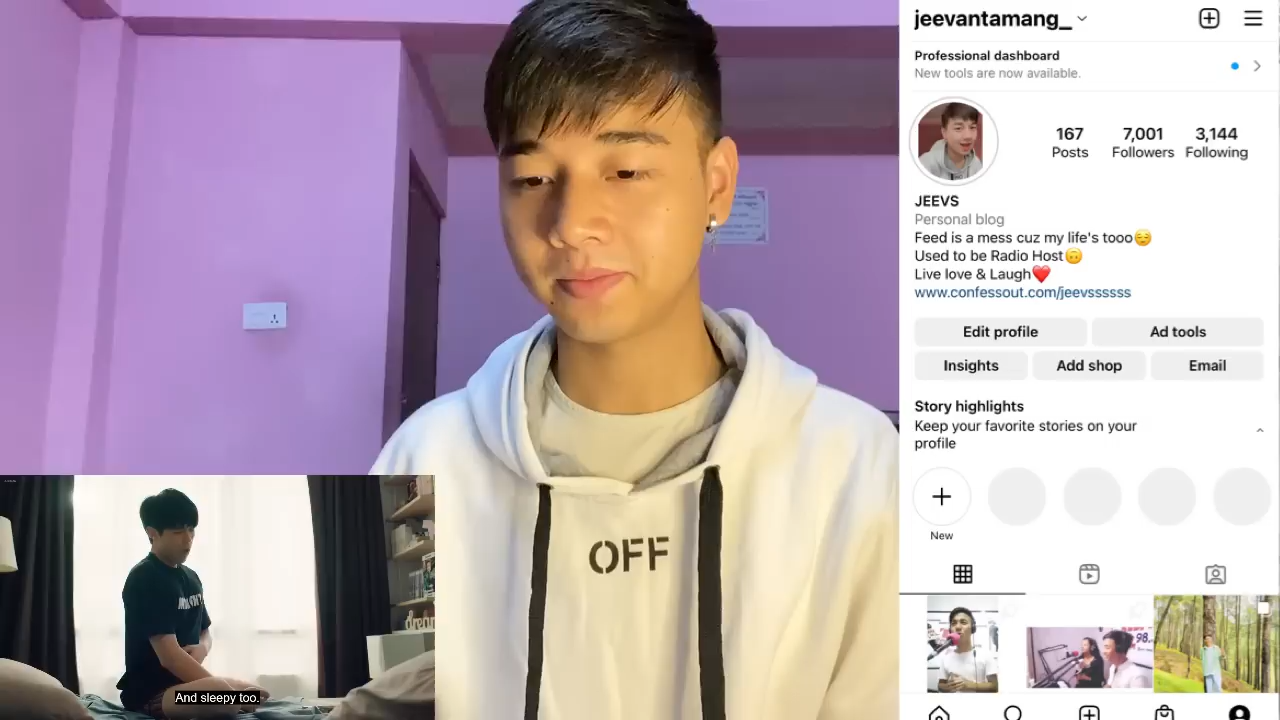 jeevantamang_
Professional dashboard
New tools are now available.
167
7,001
3,144
Posts
Followers
Following
JEEVS
Personal blog
Feed is a mess cuz my life's tooo😌
Used to be Radio Host🙃
Live love & Laugh❤️
www.confessout.com/jeevssssss
Edit profile
Ad tools
Insights
Add shop
Email
Story highlights
Keep your favorite stories on your
profile
New
98.
OFF
And sleepy too.